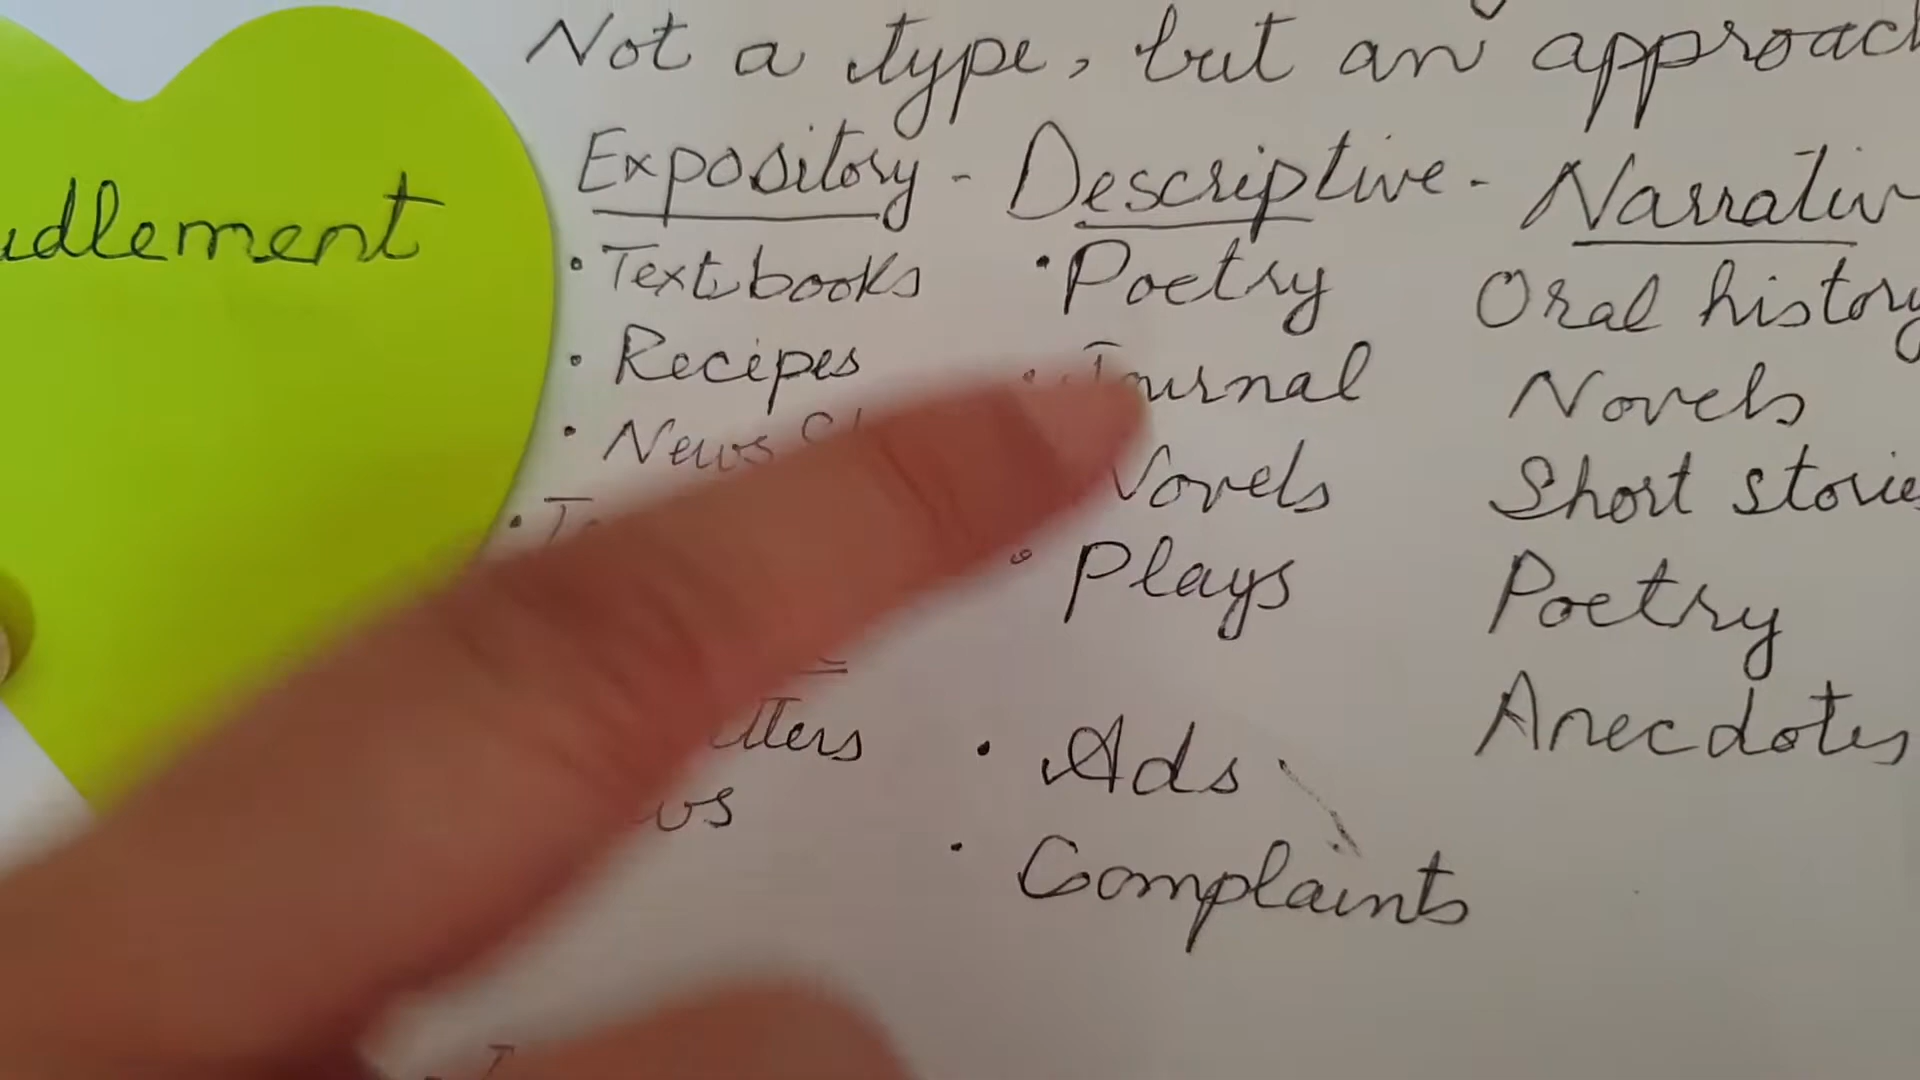 Not a type, but an approach
Expository - Descriptive - Narrativ
udlement
• Textbooks
• Recipes
• News
• Poetry
Journal
Novels
• Plays
• Ads
• Complaints
Oral history
Novels
Short stories
Poetry
Anecdotes